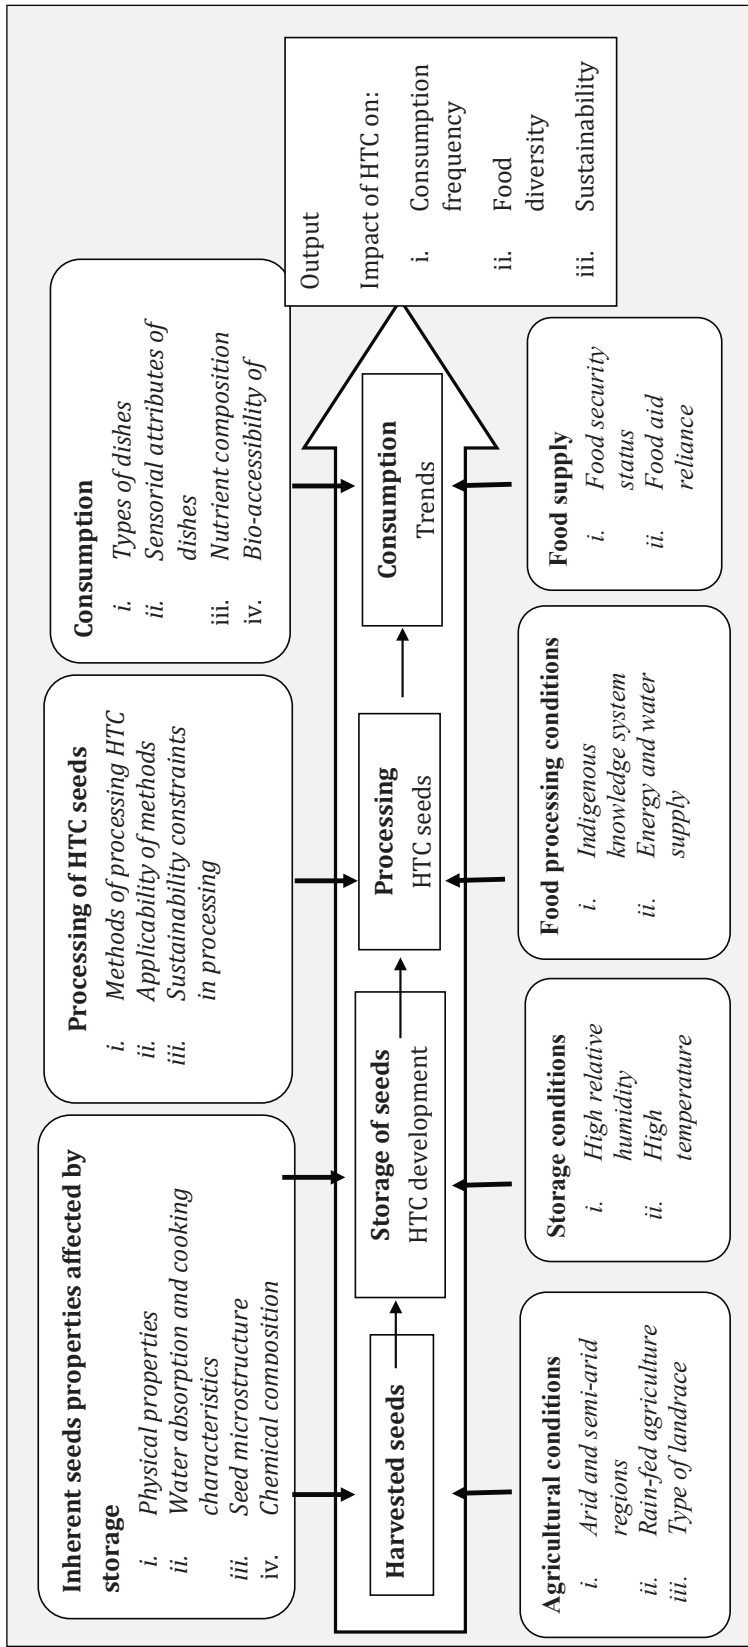 Inherent seeds properties affected by
storage
i. Physical properties
ii. Water absorption and cooking
characteristics
iii. Seed microstructure
iv. Chemical composition
Processing of HTC seeds
i. Methods of processing HTC
ii. Applicability of methods
iii. Sustainability constraints
in processing
Consumption
i. Types of dishes
ii. Sensorial attributes of
dishes
iii. Nutrient composition
iv. Bio-accessibility of
Harvested seeds
Storage of seeds
HTC development
Processing
HTC seeds
Consumption
Trends
Output
Impact of HTC on:
i. Consumption
frequency
ii. Food
diversity
iii. Sustainability
Agricultural conditions
i. Arid and semi-arid
regions
ii. Rain-fed agriculture
iii. Type of landrace
Storage conditions
i. High relative
humidity
ii. High
temperature
Food processing conditions
i. Indigenous
knowledge system
ii. Energy and water
supply
Food supply
i. Food security
status
ii. Food aid
reliance